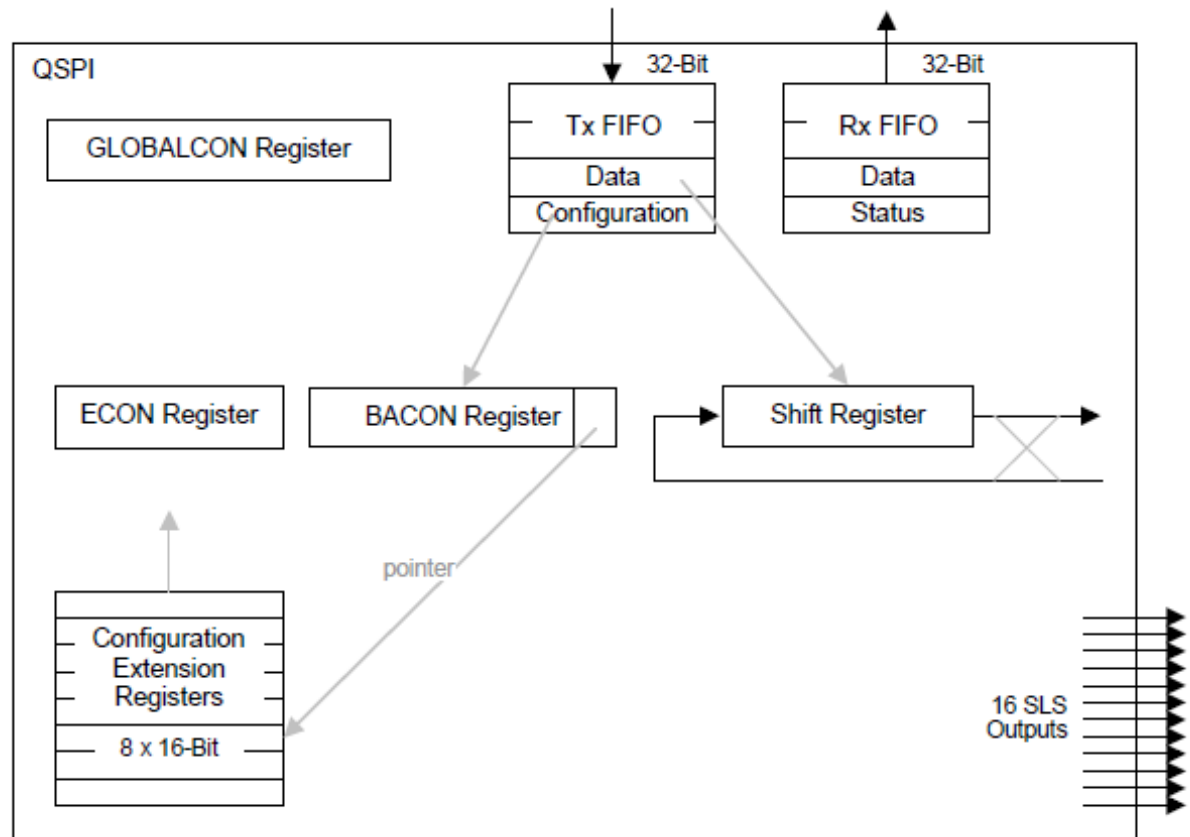 QSPI
32-Bit
32-Bit
Tx FIFO
Rx FIFO
GLOBALCON Register
Data
Data
Configuration
Status
ECON Register
BACON Register
Shift Register
pointer
Configuration
Extension
Registers
8 x 16-Bit
16 SLS
Outputs